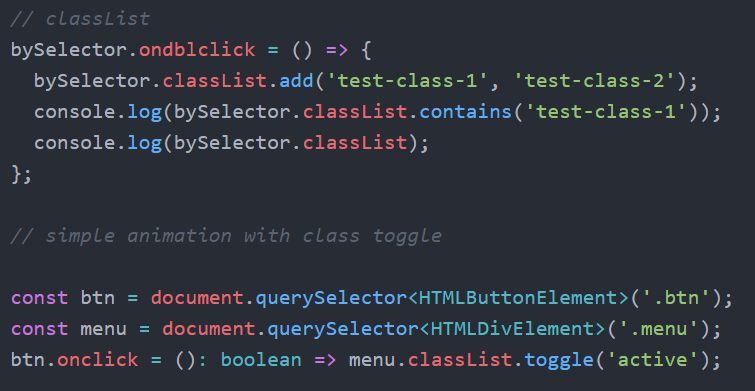 // classList
bySelector.ondblclick = () => {
  bySelector.classList.add('test-class-1', 'test-class-2');
  console.log(bySelector.classList.contains('test-class-1'));
  console.log(bySelector.classList);
};
// simple animation with class toggle
const btn = document.querySelector<HTMLButtonElement>('.btn');
const menu = document.querySelector<HTMLDivElement>('.menu');
btn.onclick = (): boolean => menu.classList.toggle('active');